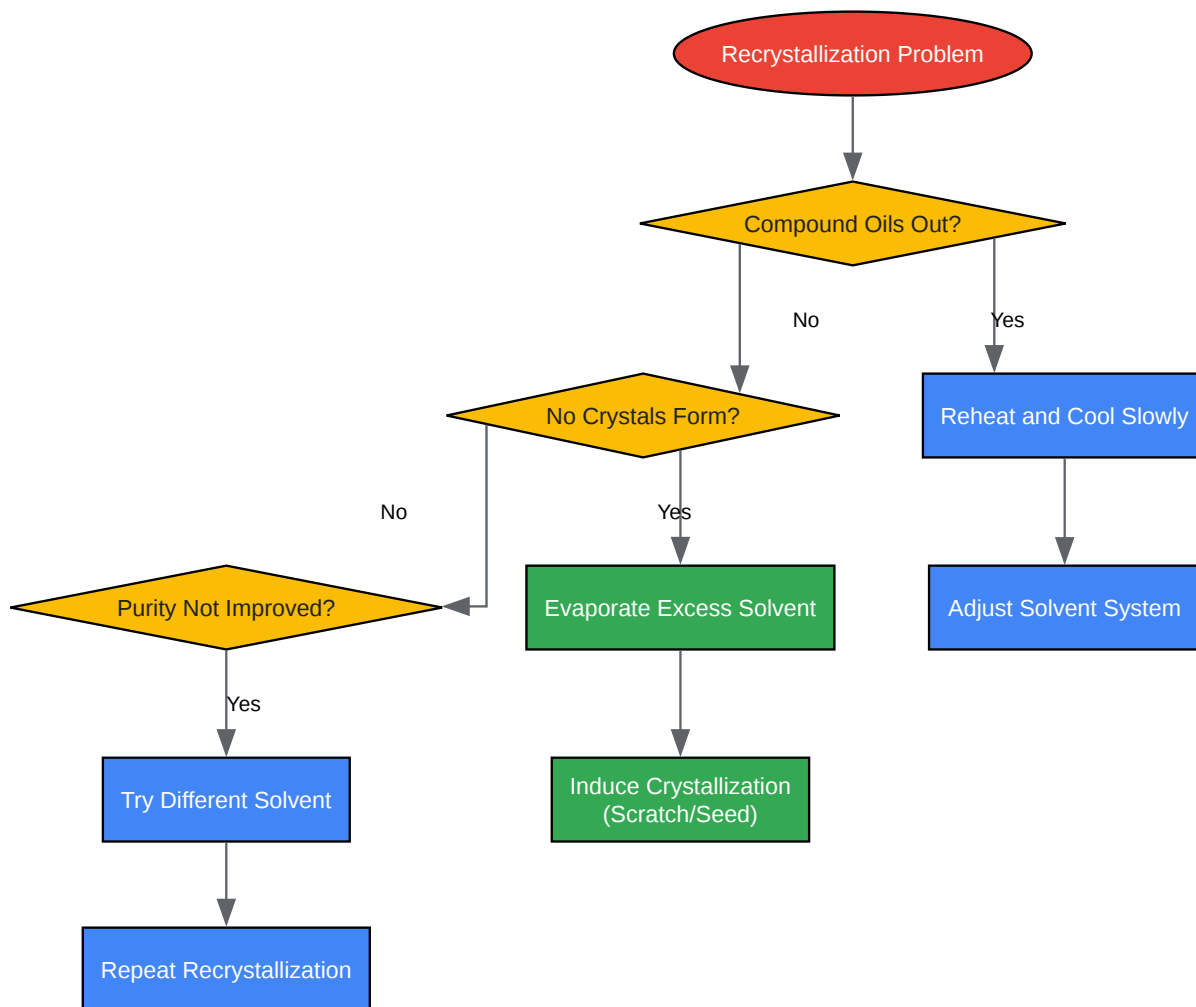 Recrystallization Problem
Compound Oils Out?
No
Yes
No Crystals Form?
Reheat and Cool Slowly
No
Yes
Purity Not Improved?
Evaporate Excess Solvent
Adjust Solvent System
Yes
Try Different Solvent
Induce Crystallization
(Scratch/Seed)
Repeat Recrystallization